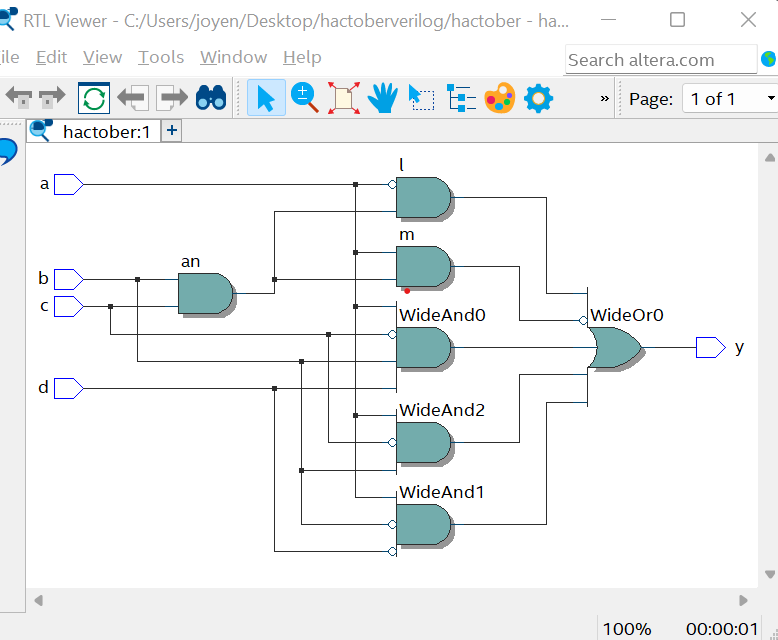 RTL Viewer - C:/Users/joyen/Desktop/hactoberverilog/hactober - ha...
ile Edit View Tools Window Help
Search altera.com
» Page: 1 of 1
hactober:1 +
l
a
m
an
b
c
WideAnd0
WideOr0
y
d
WideAnd2
WideAnd1
100% 00:00:01